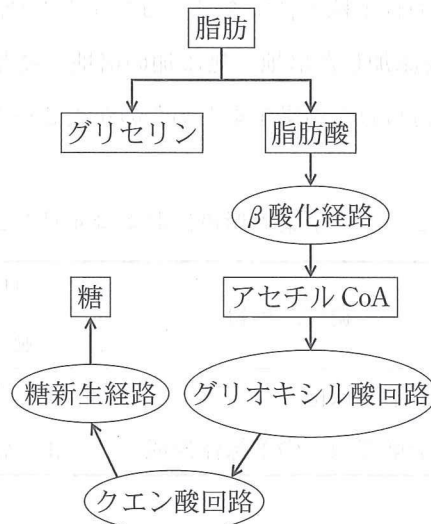 脂肪
グリセリン
脂肪酸
β酸化経路
アセチルCoA
糖
グリオキシル酸回路
糖新生経路
クエン酸回路